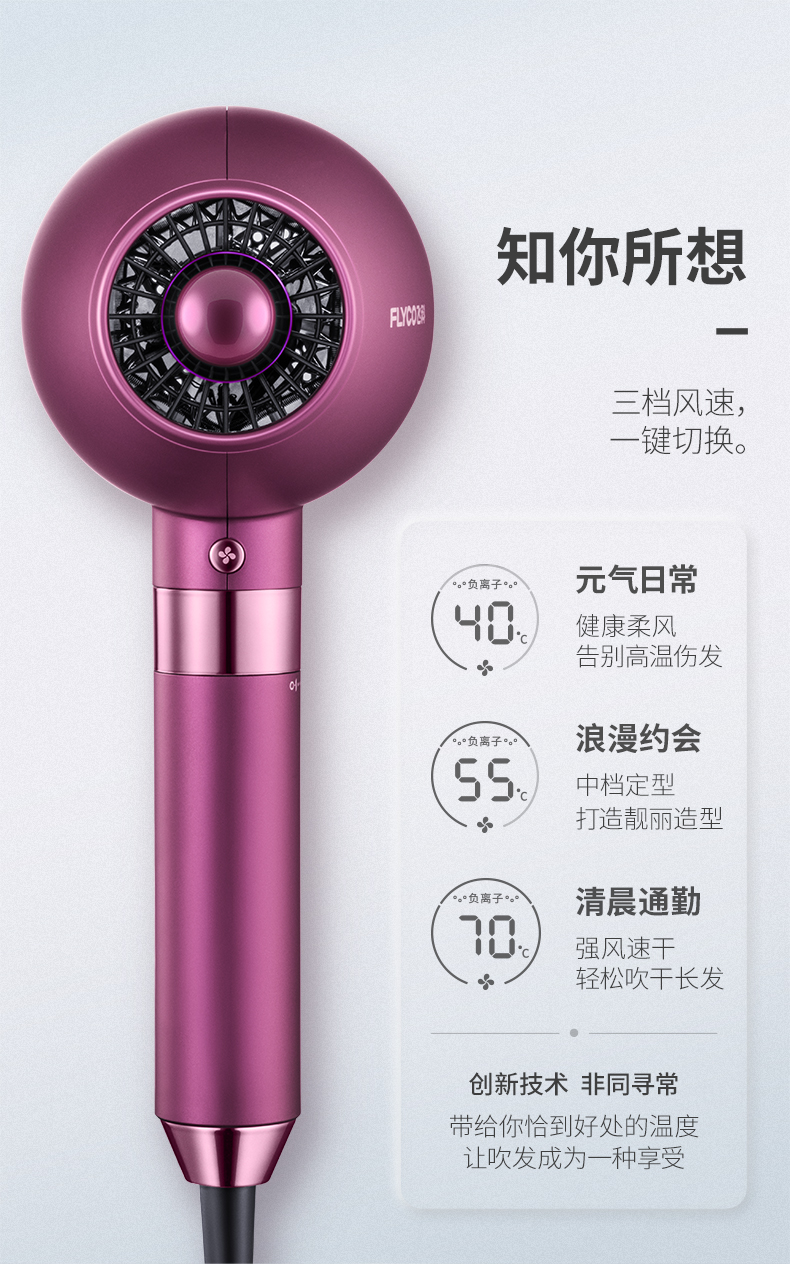 知你所想
三档风速，
一键切换。
FLYCO
负离子
40°C
元气日常
健康柔风
告别高温伤发
负离子
55°C
浪漫约会
中档定型
打造靓丽造型
负离子
70°C
清晨通勤
强风速干
轻松吹干长发
创新技术 非同寻常
带给你恰到好处的温度
让吹发成为一种享受